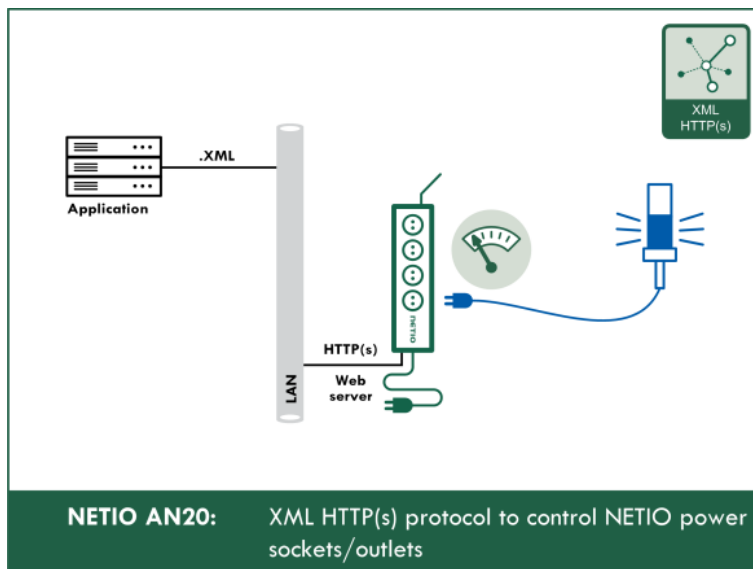 XML
HTTP(s)
.XML
Application
NETIO
HTTP(s)
LAN
Web
server
NETIO AN20: XML HTTP(s) protocol to control NETIO power
sockets/outlets